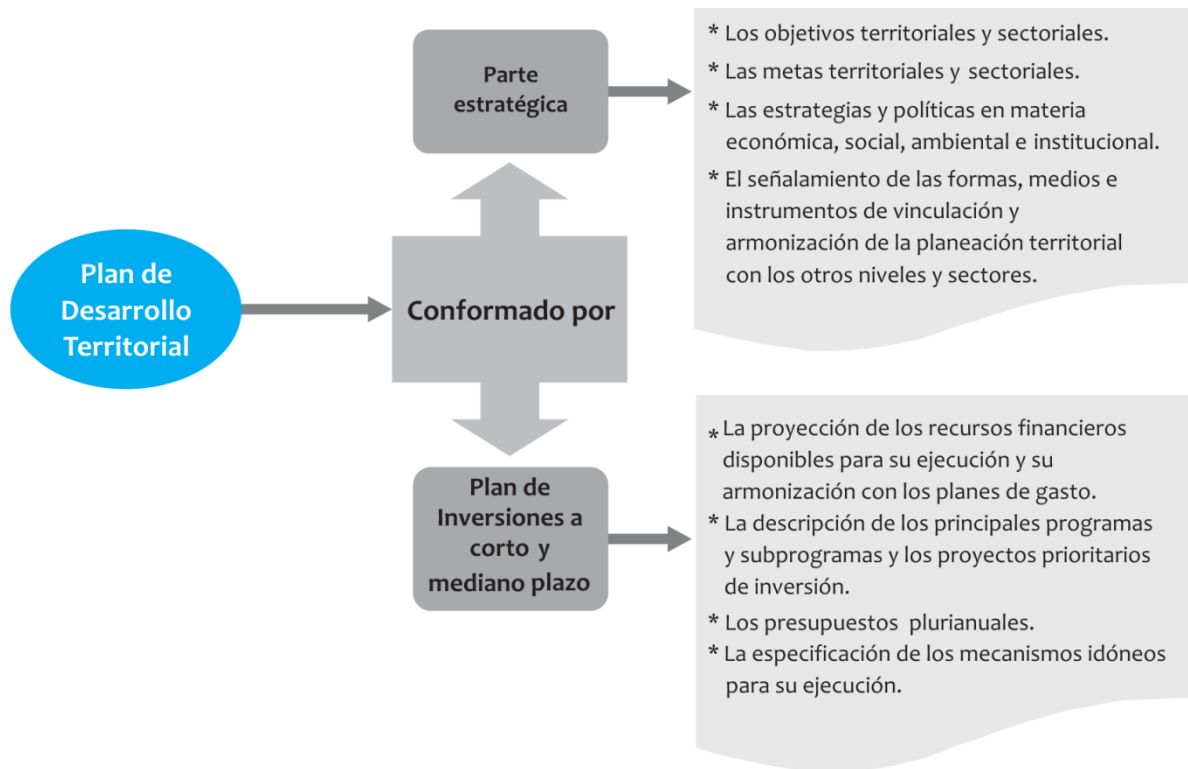 Plan de
Desarrollo
Territorial
Conformado por
Parte
estratégica
* Los objetivos territoriales y sectoriales.
* Las metas territoriales y sectoriales.
* Las estrategias y políticas en materia
económica, social, ambiental e institucional.
* El señalamiento de las formas, medios e
instrumentos de vinculación y
armonización de la planeación territorial
con los otros niveles y sectores.
Plan de
Inversiones a
corto y
mediano plazo
* La proyección de los recursos financieros
disponibles para su ejecución y su
armonización con los planes de gasto.
* La descripción de los principales programas
y subprogramas y los proyectos prioritarios
de inversión.
* Los presupuestos plurianuales.
* La especificación de los mecanismos idóneos
para su ejecución.